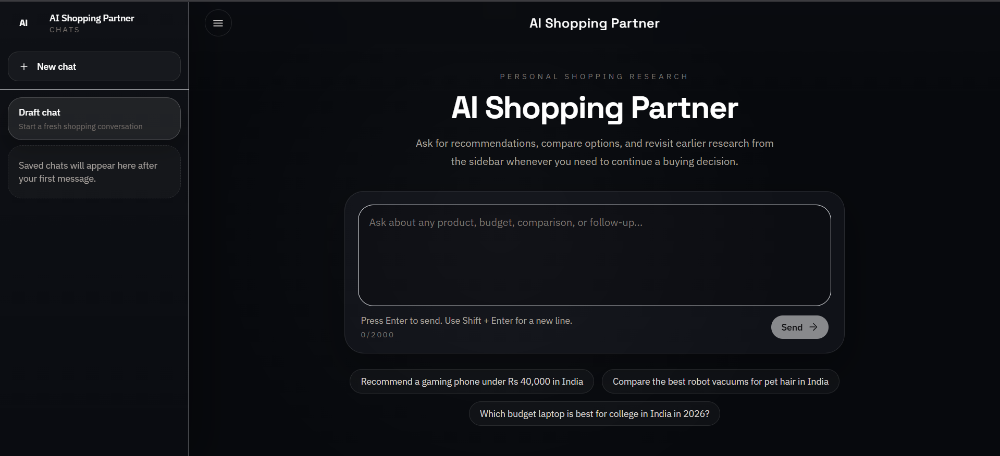 AI
AI Shopping Partner
CHATS
+ New chat
Draft chat
Start a fresh shopping conversation
Saved chats will appear here after
your first message.
AI Shopping Partner
PERSONAL SHOPPING RESEARCH
AI Shopping Partner
Ask for recommendations, compare options, and revisit earlier research from
the sidebar whenever you need to continue a buying decision.
Ask about any product, budget, comparison, or follow-up...
Press Enter to send. Use Shift + Enter for a new line.
0/2000
Send →
Recommend a gaming phone under Rs 40,000 in India
Compare the best robot vacuums for pet hair in India
Which budget laptop is best for college in India in 2026?